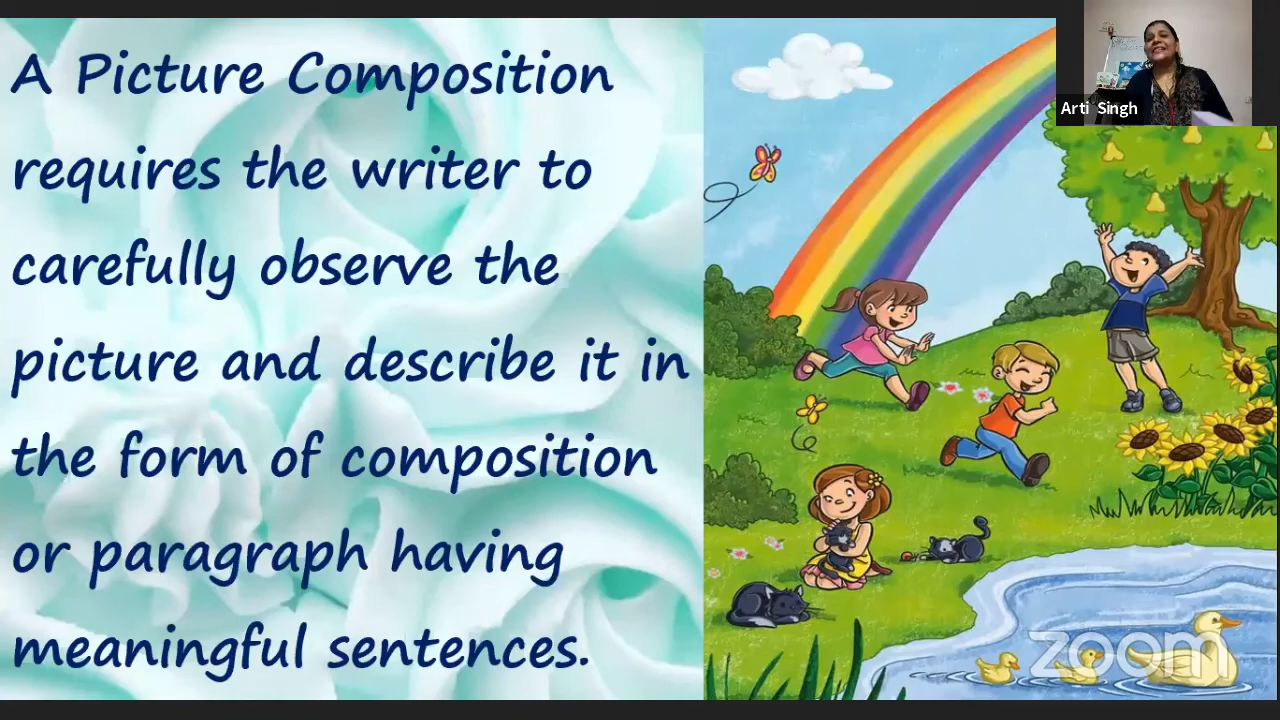 A Picture Composition
requires the writer to
carefully observe the
picture and describe it in
the form of composition
or paragraph having
meaningful sentences.
Arti Singh
zoom